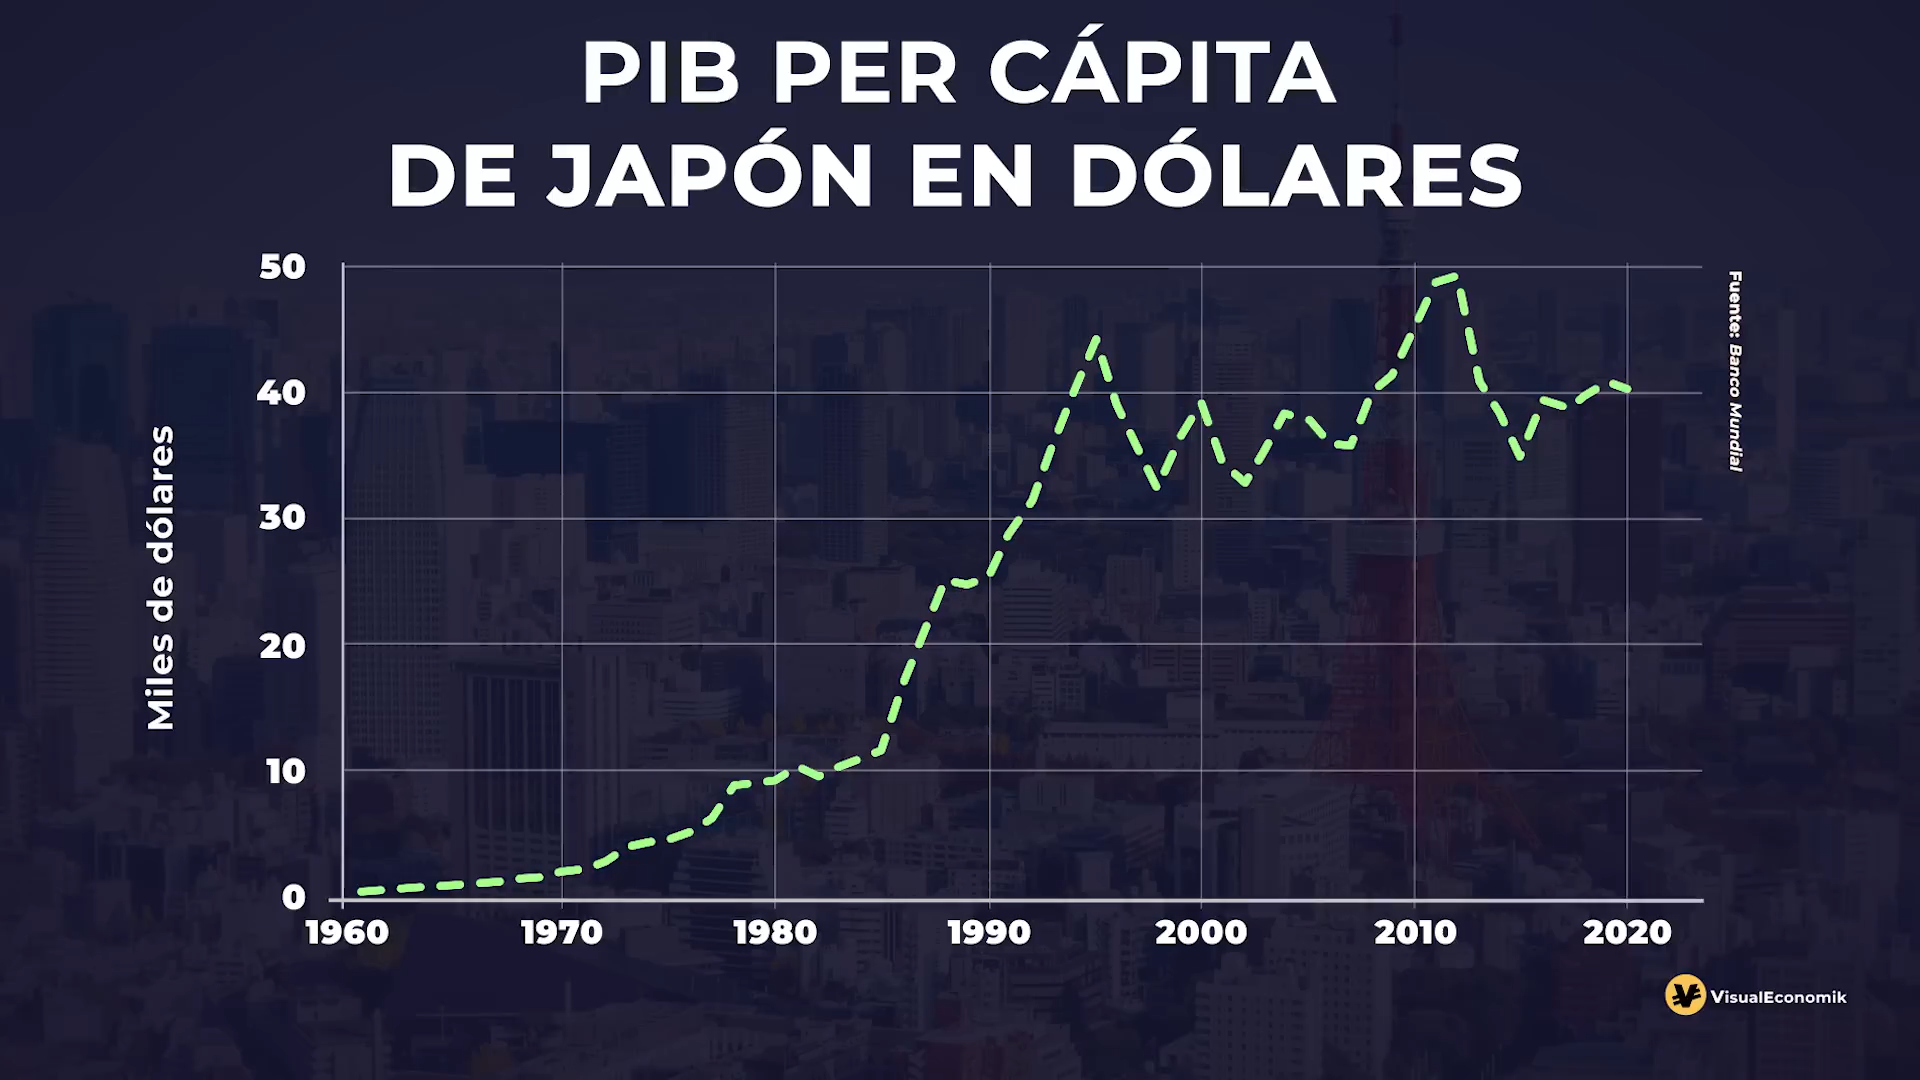 PIB PER CÁPITA
DE JAPÓN EN DÓLARES
50
40
30
20
10
0
Miles de dólares
1960
1970
1980
1990
2000
2010
2020
Fuente: Banco Mundial
VisualEconomik